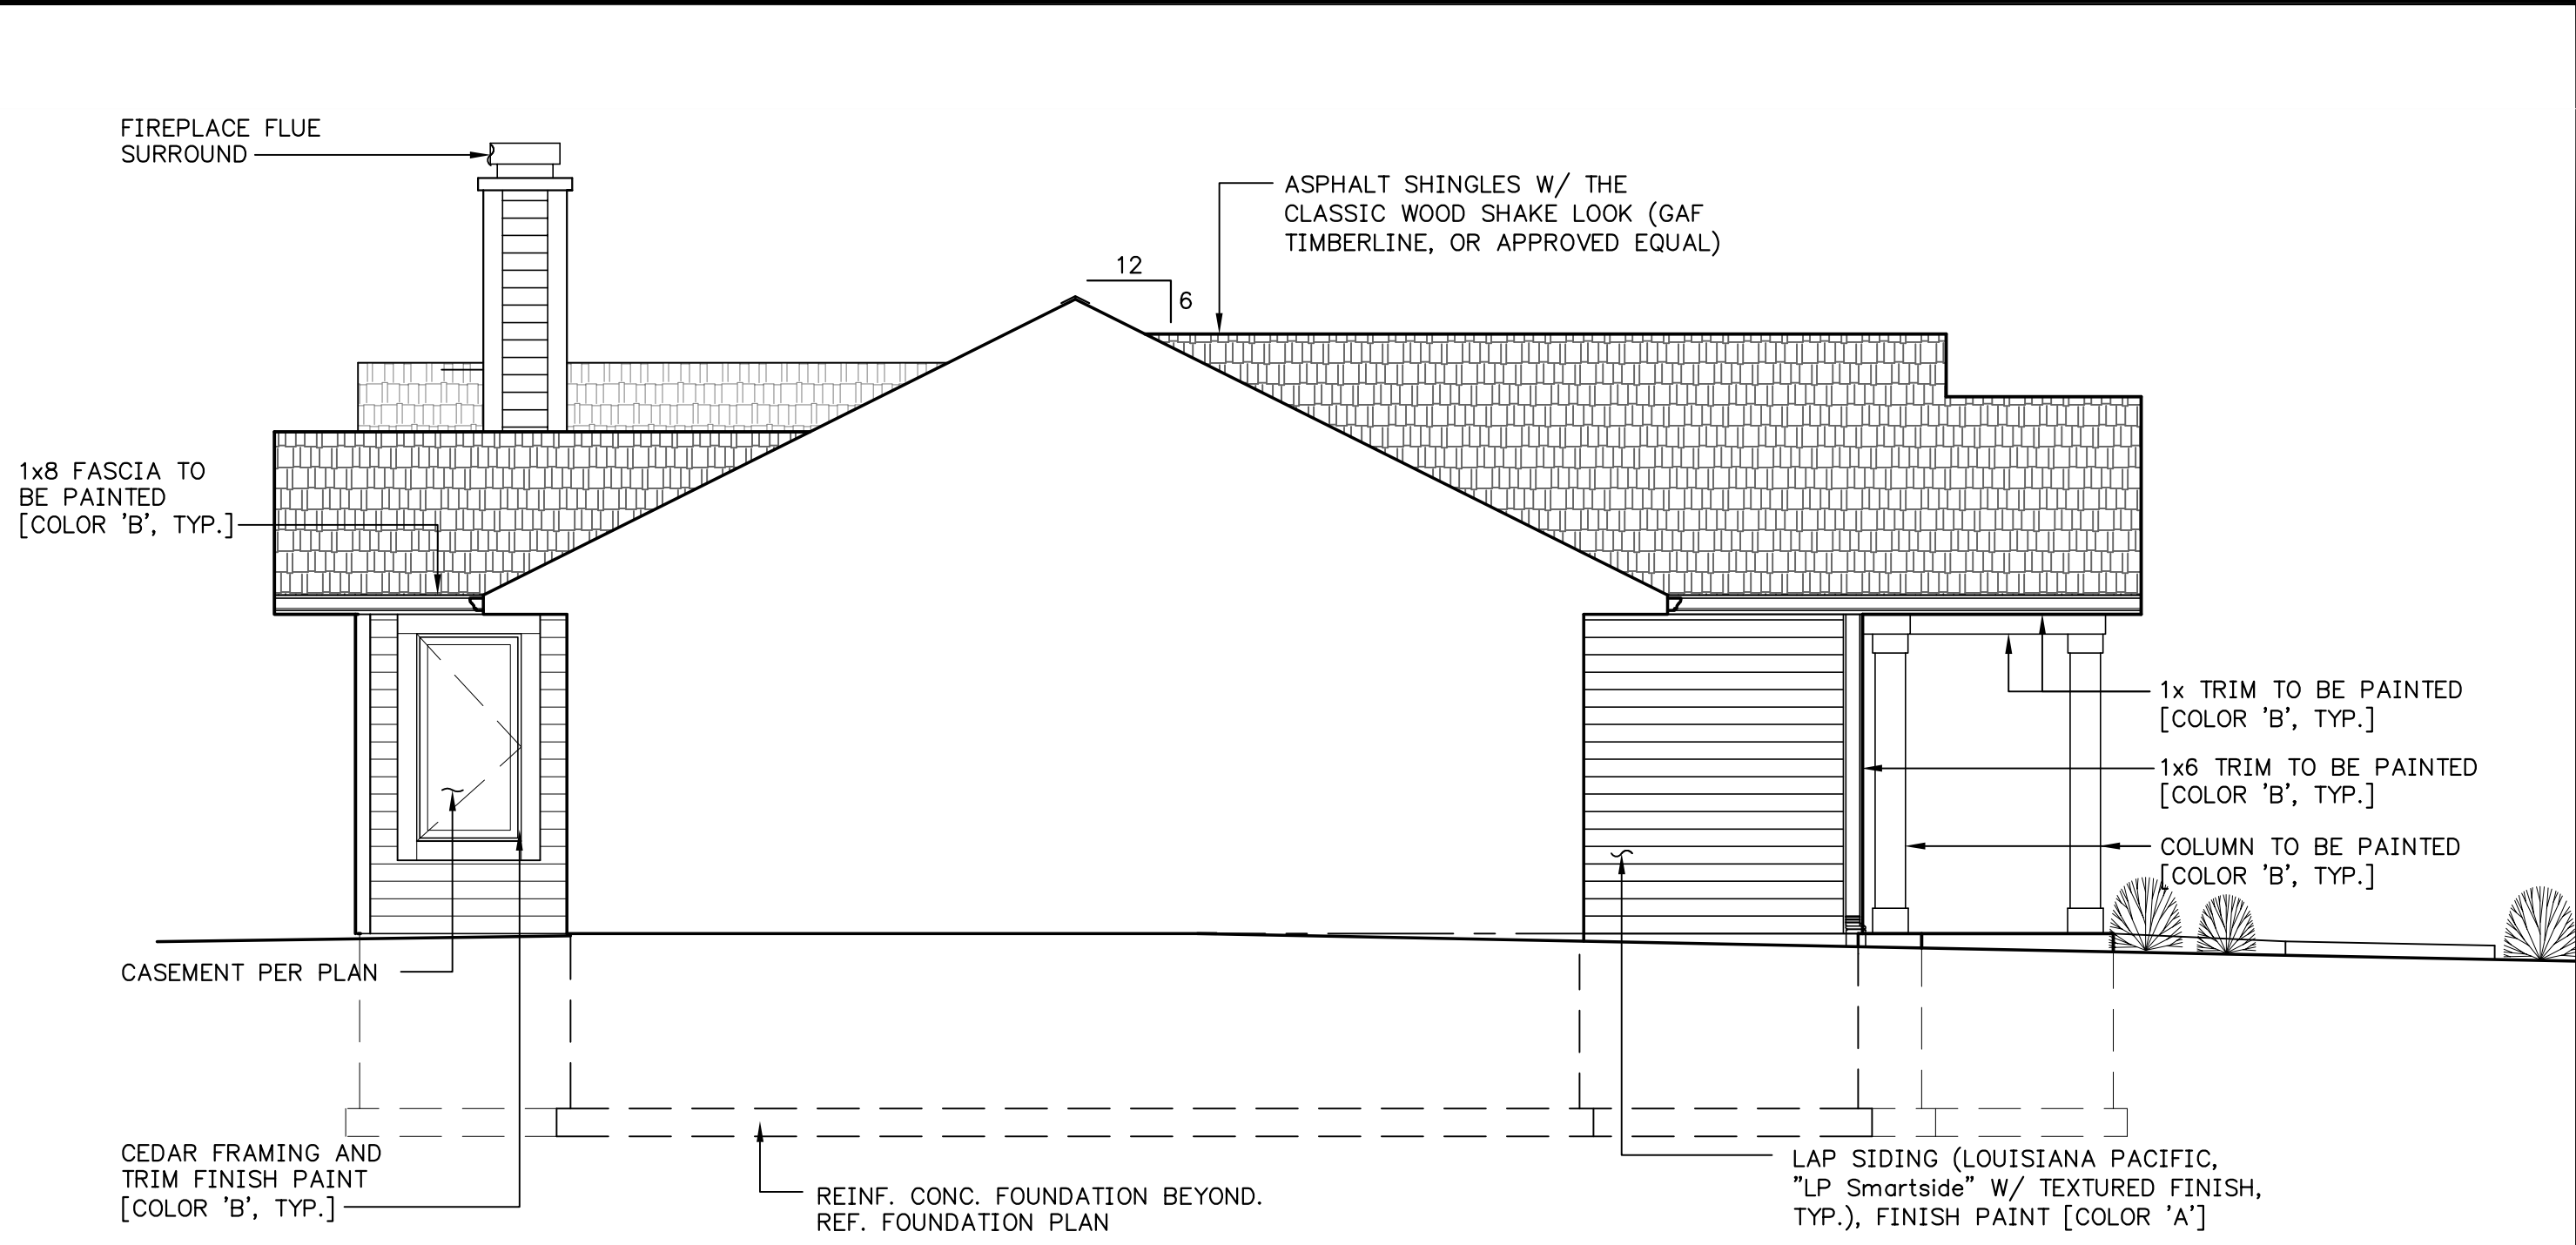 FIREPLACE FLUE
SURROUND
ASPHALT SHINGLES W/ THE
CLASSIC WOOD SHAKE LOOK (GAF
TIMBERLINE, OR APPROVED EQUAL)
12
6
1x8 FASCIA TO
BE PAINTED
[COLOR 'B', TYP.]
1x TRIM TO BE PAINTED
[COLOR 'B', TYP.]
1x6 TRIM TO BE PAINTED
[COLOR 'B', TYP.]
COLUMN TO BE PAINTED
[COLOR 'B', TYP.]
CASEMENT PER PLAN
CEDAR FRAMING AND
TRIM FINISH PAINT
[COLOR 'B', TYP.]
REINF. CONC. FOUNDATION BEYOND.
REF. FOUNDATION PLAN
LAP SIDING (LOUISIANA PACIFIC,
"LP Smartside" W/ TEXTURED FINISH,
TYP.), FINISH PAINT [COLOR 'A']